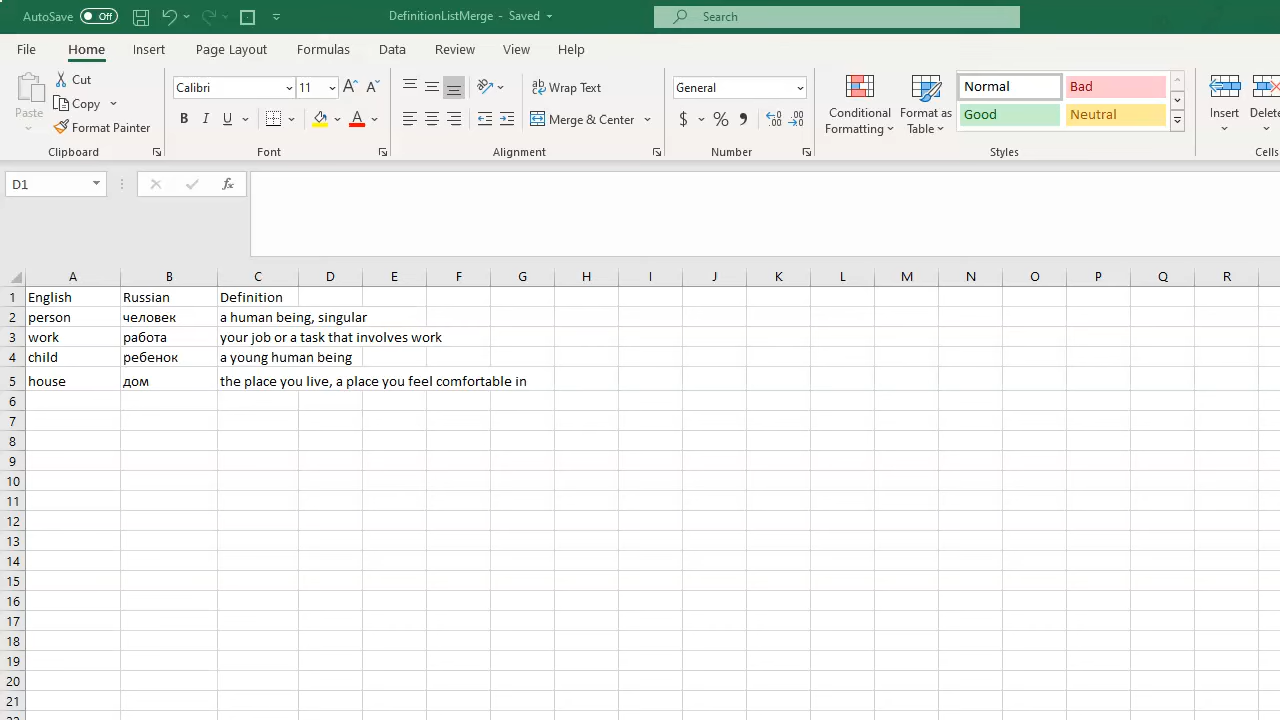 AutoSave Off DefinitionListMerge - Saved Search
File Home Insert Page Layout Formulas Data Review View Help
Paste Cut Copy Format Painter
Calibri 11
B I U A
Wrap Text
Merge & Center
General
$ % 9
Conditional Formatting
Format as Table
Normal Bad
Good Neutral
Insert Delete
Clipboard Font Alignment Number Styles Cells
D1 fx
A B C D E F G H I J K L M N O P Q R
1 English Russian Definition
2 person человек a human being, singular
3 work работа your job or a task that involves work
4 child ребенок a young human being
5 house дом the place you live, a place you feel comfortable in
6
7
8
9
10
11
12
13
14
15
16
17
18
19
20
21